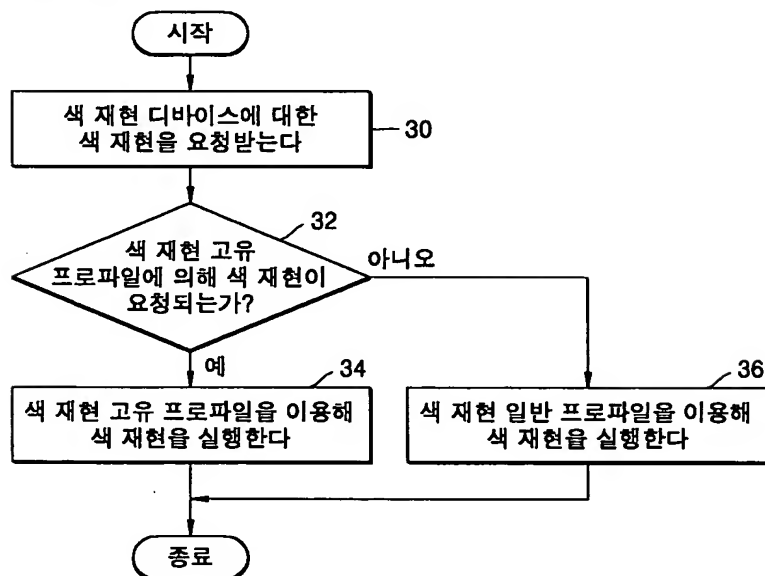 시작
색 재현 디바이스에 대한
색 재현을 요청받는다
30
32
색 재현 고유
프로파일에 의해 색 재현이
요청되는가?
아니오
예
34
색 재현 고유 프로파일을 이용해
색 재현을 실행한다
36
색 재현 일반 프로파일을 이용해
색 재현을 실행한다
종료